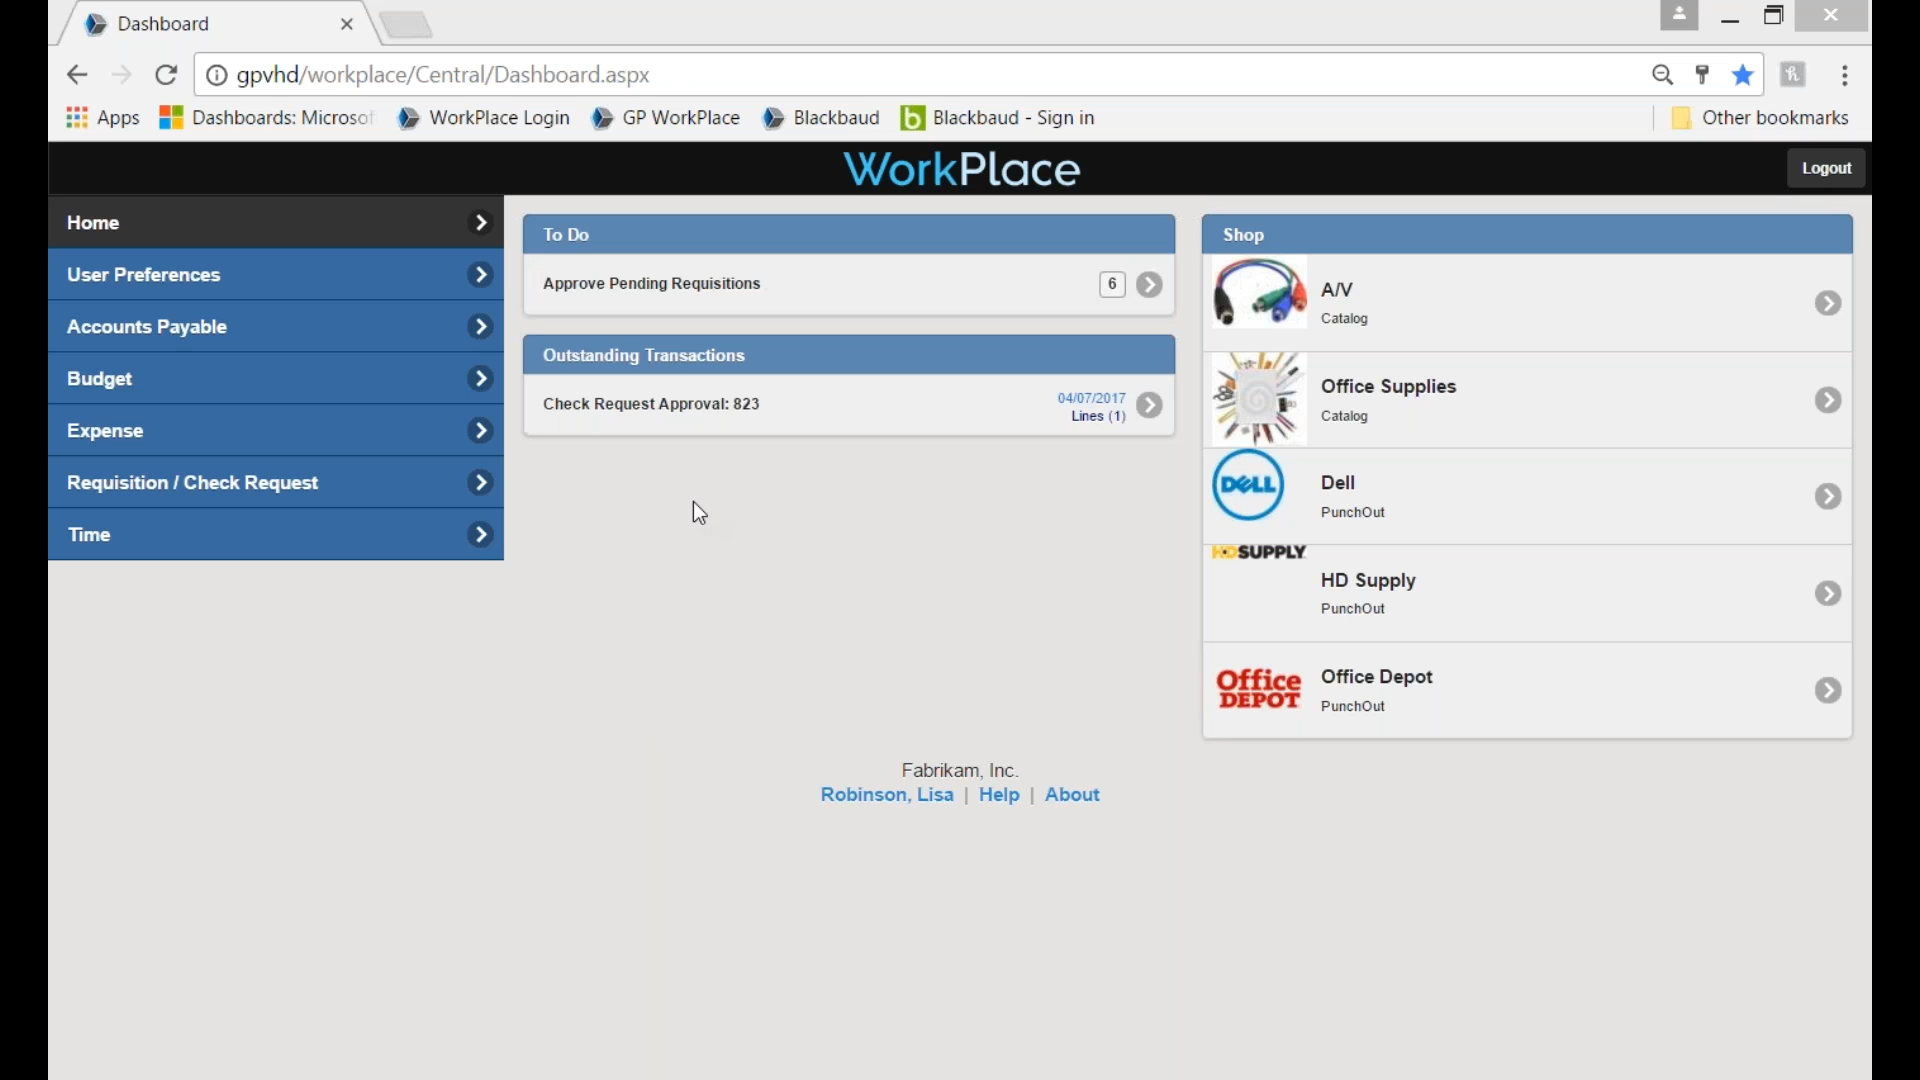 Dashboard
gpvhd/workplace/Central/Dashboard.aspx
Apps
Dashboards: Microsof
WorkPlace Login
GP WorkPlace
Blackbaud
Blackbaud - Sign in
Other bookmarks
WorkPlace
Logout
Home
User Preferences
Accounts Payable
Budget
Expense
Requisition / Check Request
Time
To Do
Approve Pending Requisitions 6
Outstanding Transactions
Check Request Approval: 823
04/07/2017
Lines (1)
Shop
A/V
Catalog
Office Supplies
Catalog
DELL
Dell
PunchOut
HDSUPPLY
HD Supply
PunchOut
Office
DEPOT
Office Depot
PunchOut
Fabrikam, Inc.
Robinson, Lisa | Help | About